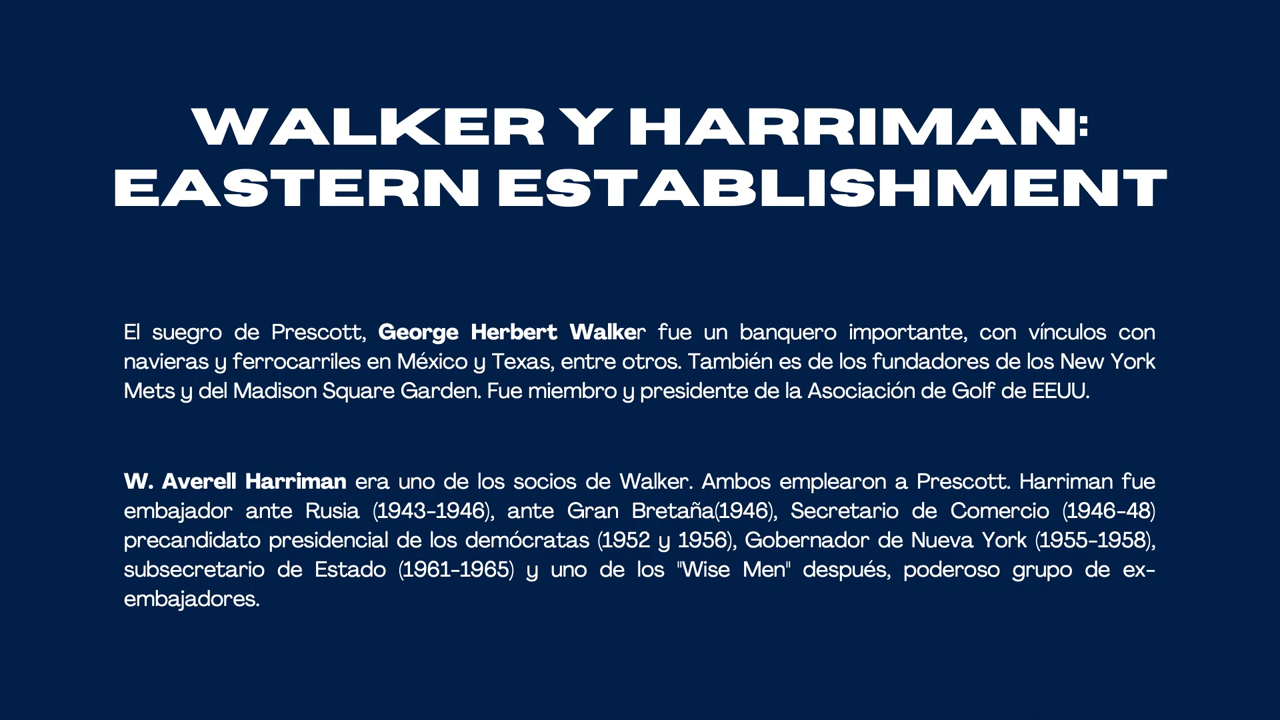 WALKER Y HARRIMAN:
EASTERN ESTABLISHMENT
El suegro de Prescott, George Herbert Walker fue un banquero importante, con vínculos con
navieras y ferrocarriles en México y Texas, entre otros. También es de los fundadores de los New York
Mets y del Madison Square Garden. Fue miembro y presidente de la Asociación de Golf de EEUU.
W. Averell Harriman era uno de los socios de Walker. Ambos emplearon a Prescott. Harriman fue
embajador ante Rusia (1943-1946), ante Gran Bretaña(1946), Secretario de Comercio (1946-48)
precandidato presidencial de los demócratas (1952 y 1956), Gobernador de Nueva York (1955-1958),
subsecretario de Estado (1961-1965) y uno de los "Wise Men" después, poderoso grupo de ex-
embajadores.